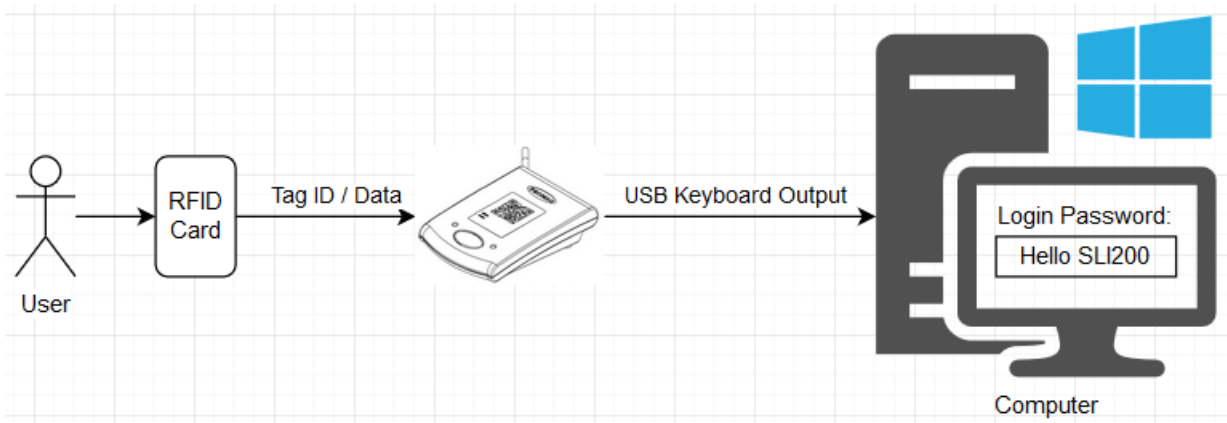 User
RFID
Card
Tag ID / Data
USB Keyboard Output
Login Password:
Hello SLI200
Computer